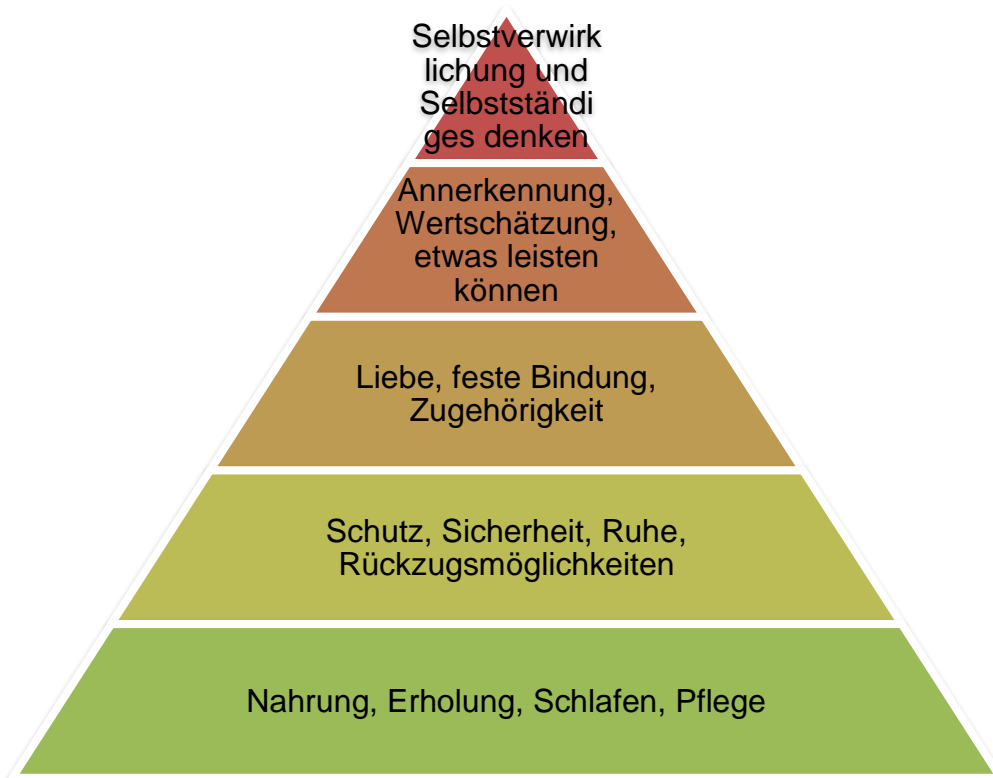 Selbstverwirk
lichung und
Selbstständi
ges denken
Annerkennung,
Wertschätzung,
etwas leisten
können
Liebe, feste Bindung,
Zugehörigkeit
Schutz, Sicherheit, Ruhe,
Rückzugsmöglichkeiten
Nahrung, Erholung, Schlafen, Pflege